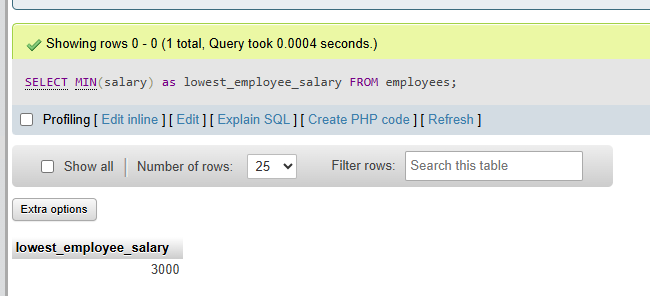 Showing rows 0 - 0 (1 total, Query took 0.0004 seconds.)
SELECT MIN(salary) as lowest_employee_salary FROM employees;
Profiling [ Edit inline ] [ Edit ] [ Explain SQL ] [ Create PHP code ] [ Refresh ]
Show all | Number of rows: 25 Filter rows: Search this table
Extra options
lowest_employee_salary
3000